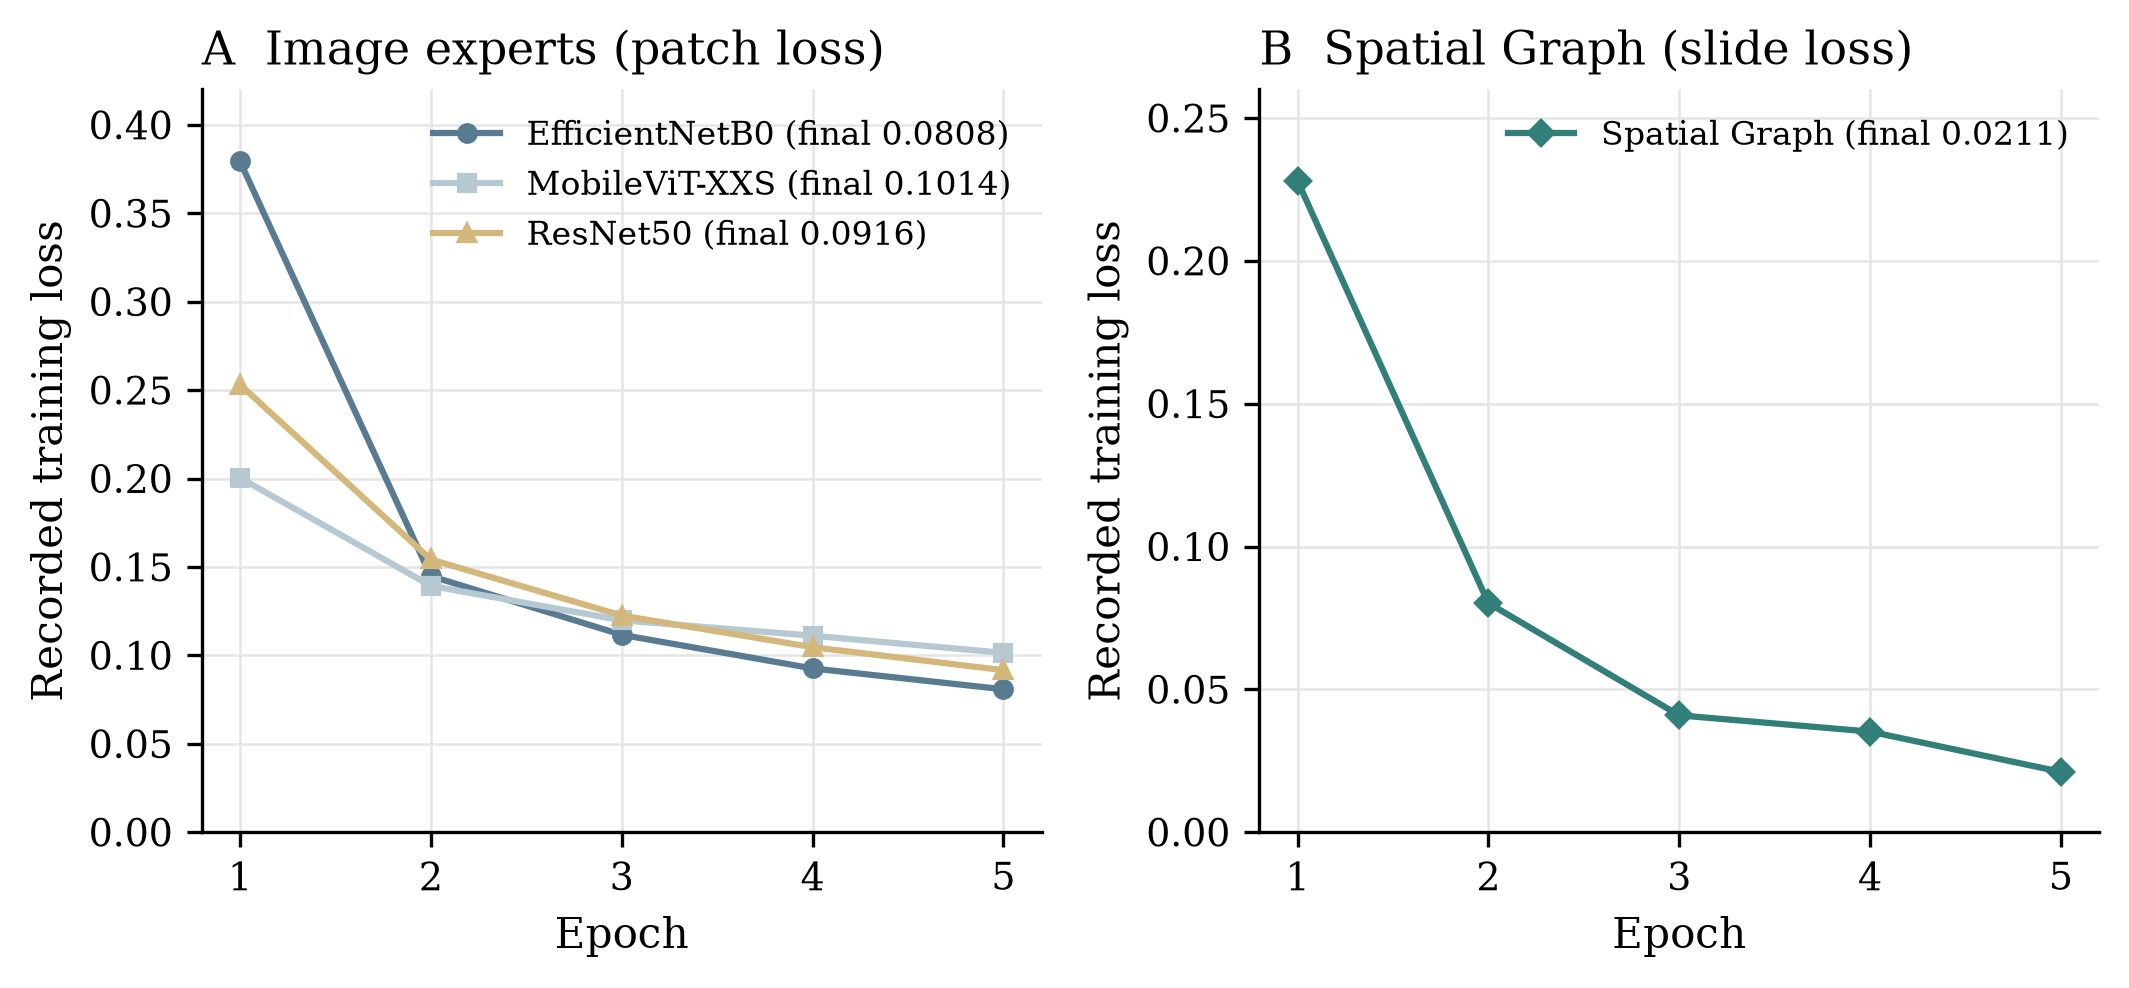 A  Image experts (patch loss)
Recorded training loss
0.40
0.35
0.30
0.25
0.20
0.15
0.10
0.05
0.00
EfficientNetB0 (final 0.0808)
MobileViT-XXS (final 0.1014)
ResNet50 (final 0.0916)
1 2 3 4 5
Epoch
B  Spatial Graph (slide loss)
Recorded training loss
0.25
0.20
0.15
0.10
0.05
0.00
Spatial Graph (final 0.0211)
1 2 3 4 5
Epoch